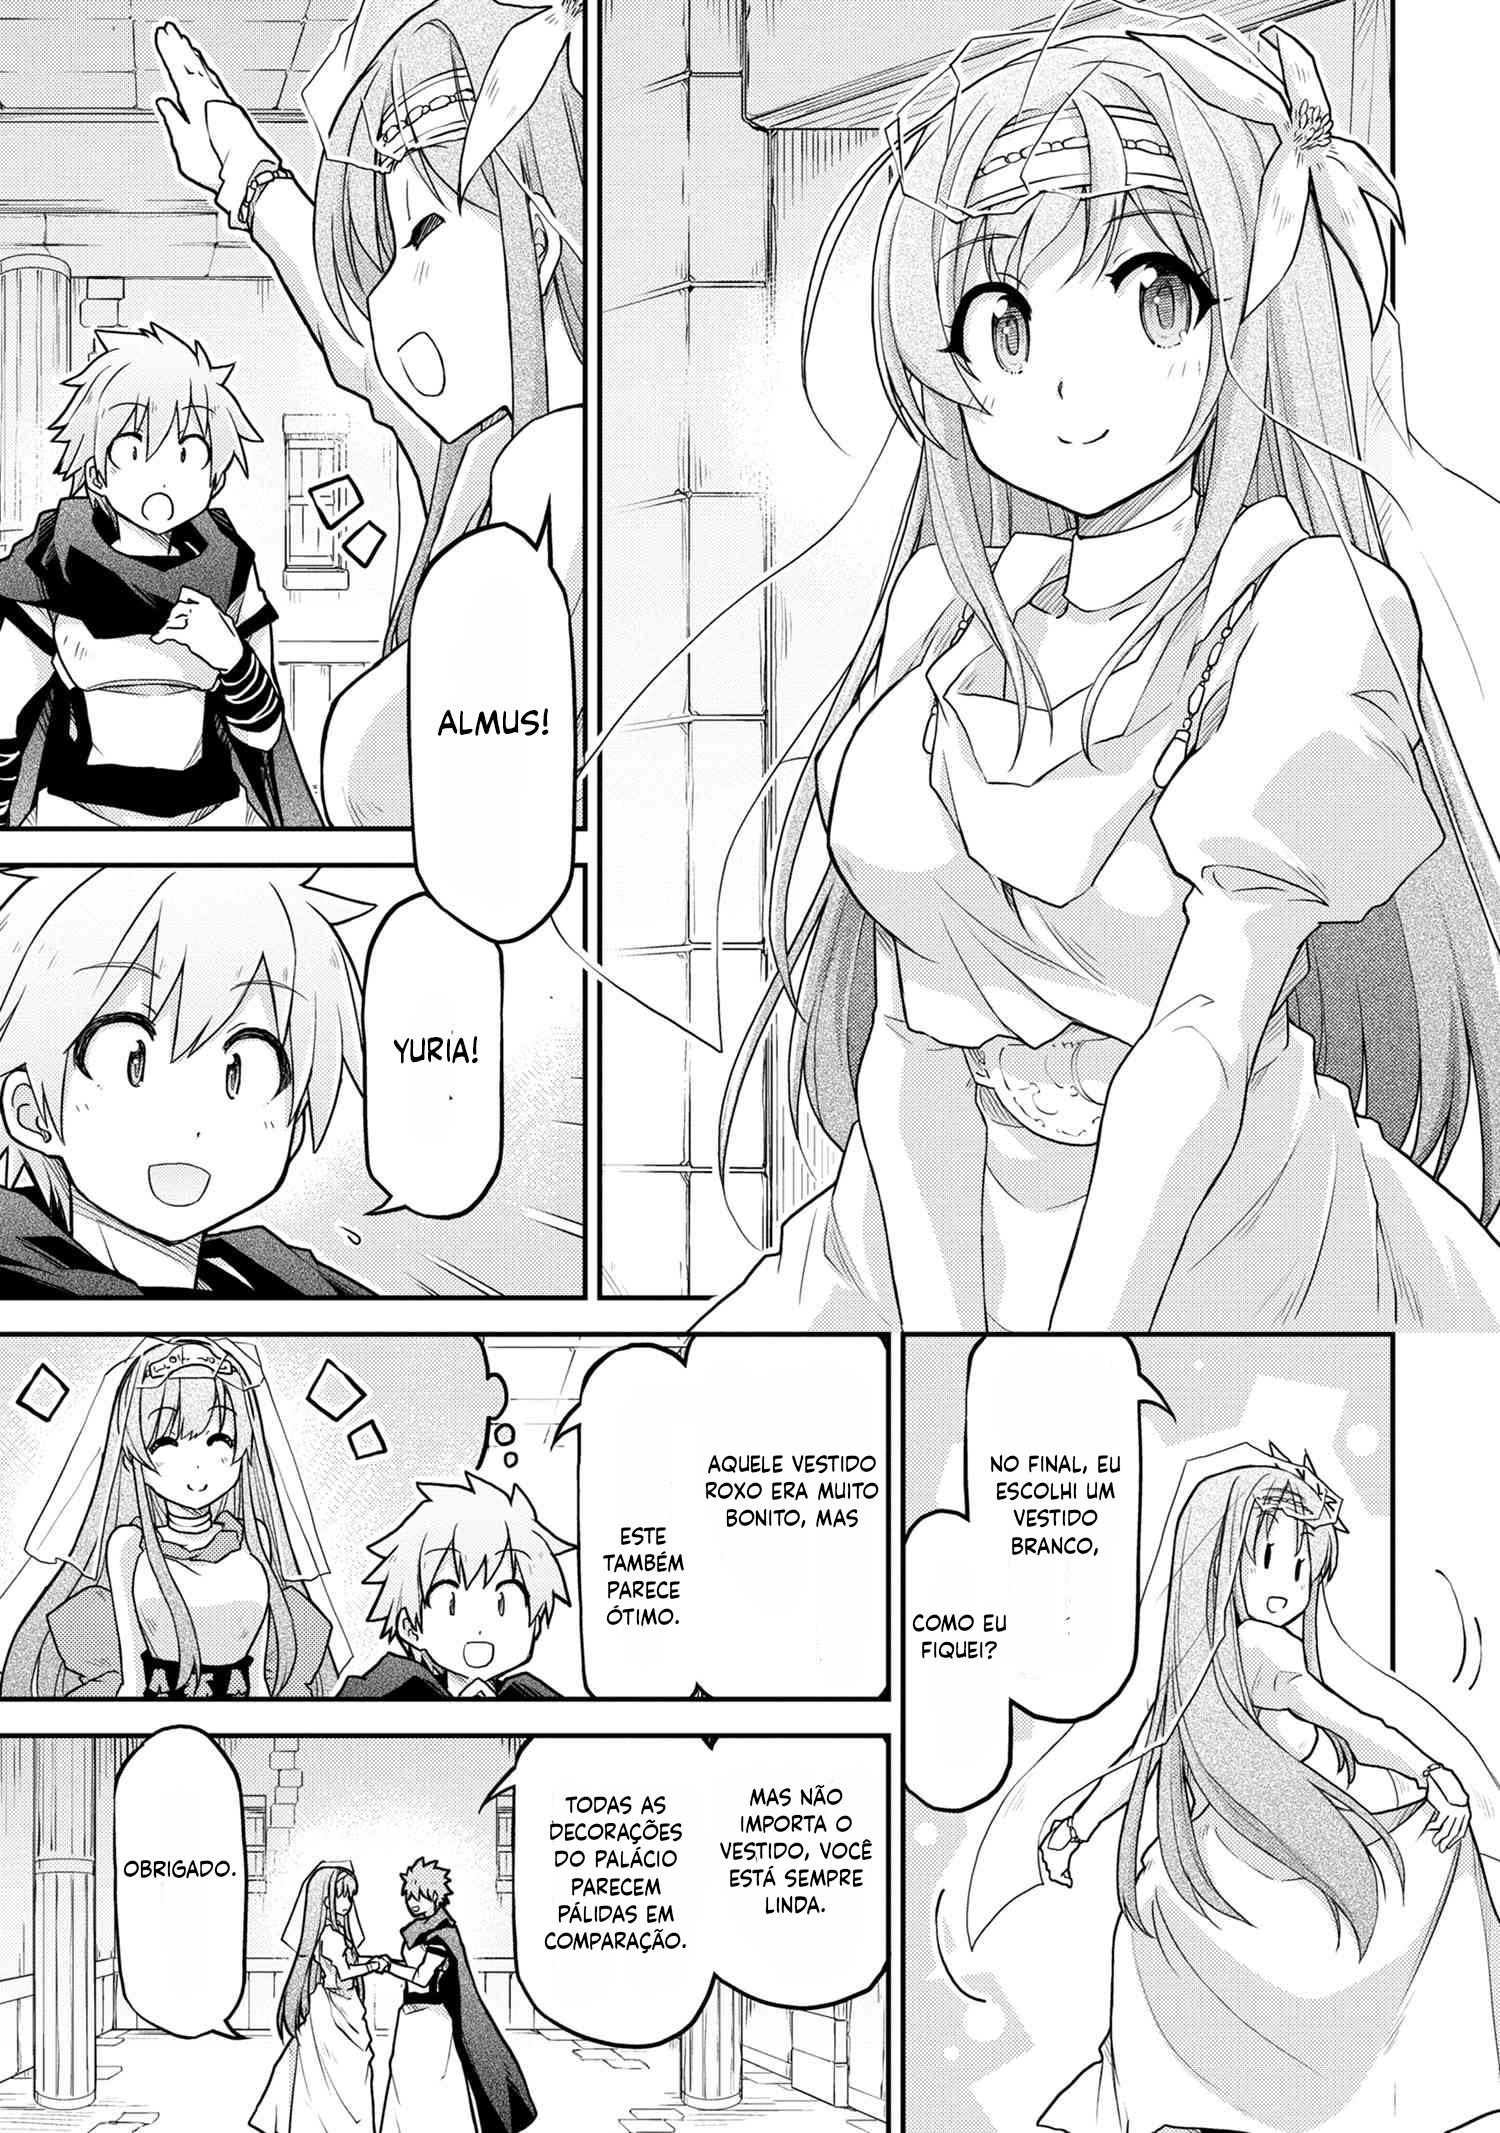 ALMUS!
YURIA!
NO FINAL, EU
ESCOLHI UM
VESTIDO
BRANCO,
COMO EU
FIQUEI?
AQUELE VESTIDO
ROXO ERA MUITO
BONITO, MAS
ESTE
TAMBÉM
PARECE
ÓTIMO.
MAS NÃO
IMPORTA O
VESTIDO, VOCÊ
ESTÁ SEMPRE
LINDA.
TODAS AS
DECORAÇÕES
DO PALÁCIO
PARECEM
PÁLIDAS EM
COMPARAÇÃO.
OBRIGADO.